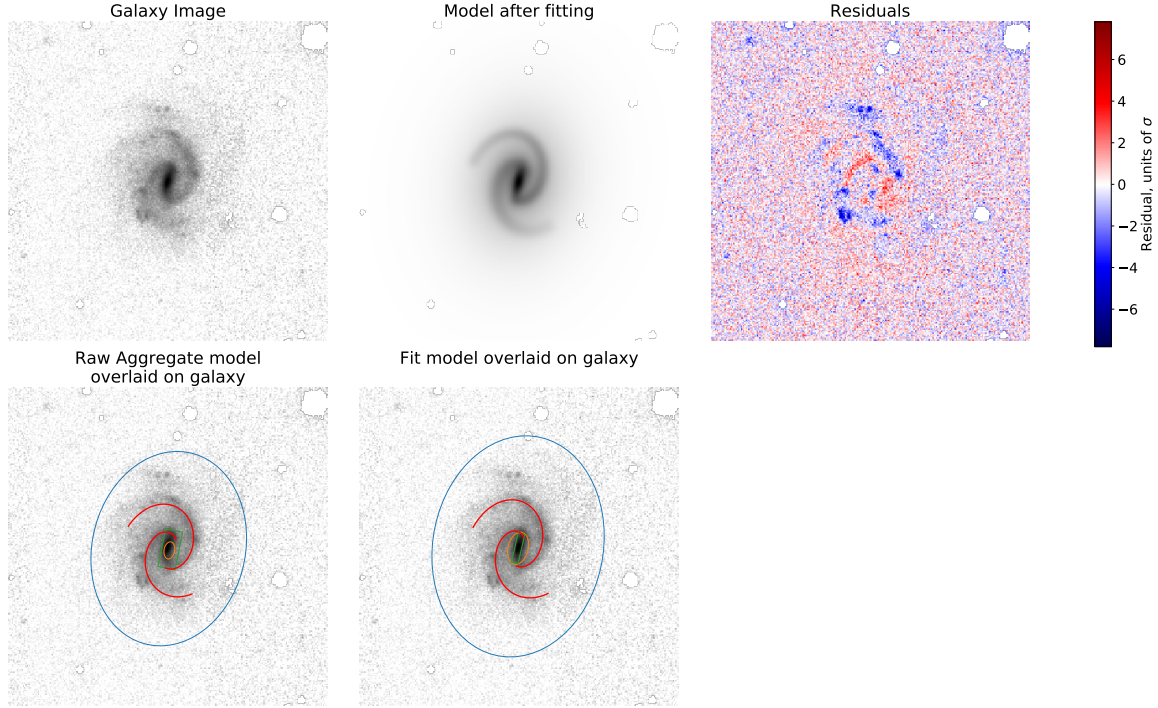 Galaxy Image
Model after fitting
Residuals
6
4
2
0
−2
−4
−6
Residual, units of σ
Raw Aggregate model
overlaid on galaxy
Fit model overlaid on galaxy